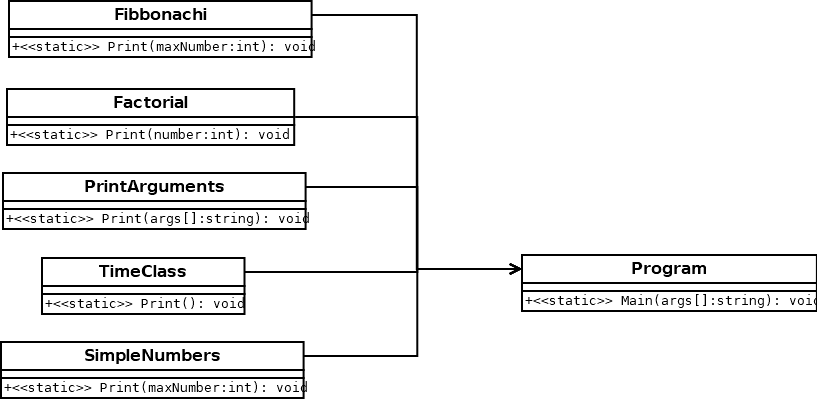 Fibbonachi
+<<static>> Print(maxNumber:int): void
Factorial
+<<static>> Print(number:int): void
PrintArguments
+<<static>> Print(args[]:string): void
TimeClass
+<<static>> Print(): void
Program
+<<static>> Main(args[]:string): void
SimpleNumbers
+<<static>> Print(maxNumber:int): void